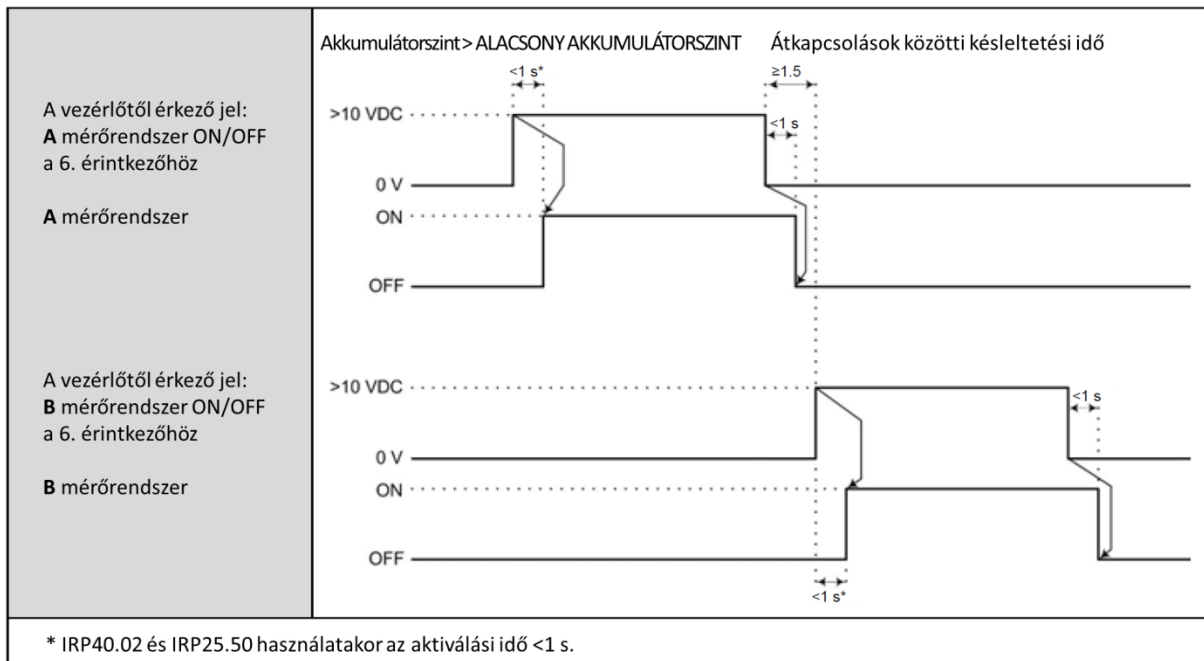 Akkumulátorszint > ALACSONY AKKUMULÁTORSZINT Átkapcsolások közötti késleltetési idő
<1 s*
≥1.5
A vezérlőtől érkező jel:
A mérőrendszer ON/OFF
a 6. érintkezőhöz
>10 VDC
<1 s
0 V
A mérőrendszer
ON
OFF
A vezérlőtől érkező jel:
B mérőrendszer ON/OFF
a 6. érintkezőhöz
>10 VDC
<1 s
0 V
B mérőrendszer
ON
OFF
<1 s*
* IRP40.02 és IRP25.50 használatakor az aktiválási idő <1 s.